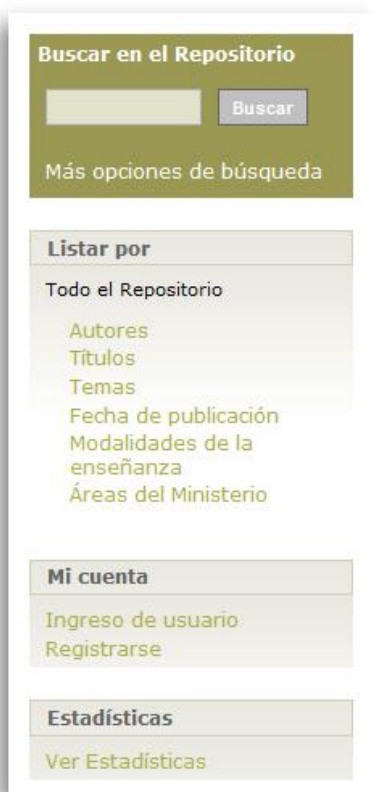 Buscar en el Repositorio
Buscar
Más opciones de búsqueda
Listar por
Todo el Repositorio
Autores
Títulos
Temas
Fecha de publicación
Modalidades de la
enseñanza
Áreas del Ministerio
Mi cuenta
Ingreso de usuario
Registrarse
Estadísticas
Ver Estadísticas